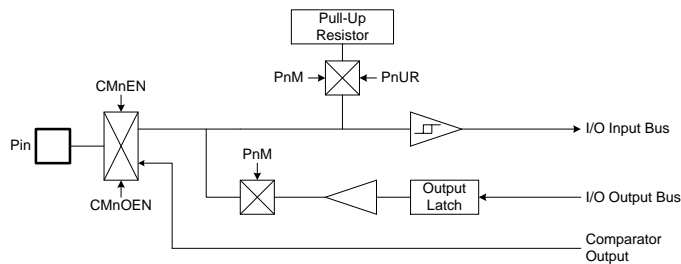 Pull-Up
Resistor
PnM
PnUR
CMnEN
Pin
I/O Input Bus
PnM
Output
Latch
I/O Output Bus
CMnOEN
Comparator
Output